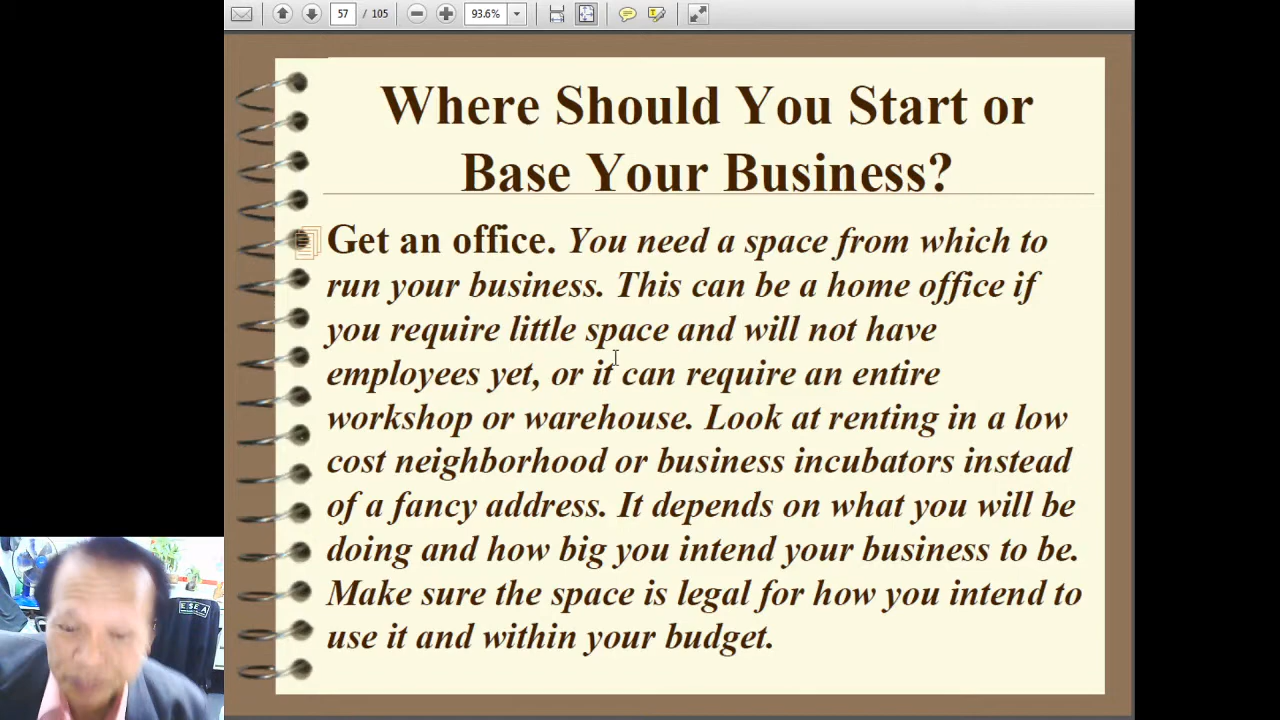 57 / 105
93.6%
Where Should You Start or
Base Your Business?
Get an office. You need a space from which to
run your business. This can be a home office if
you require little space and will not have
employees yet, or it can require an entire
workshop or warehouse. Look at renting in a low
cost neighborhood or business incubators instead
of a fancy address. It depends on what you will be
doing and how big you intend your business to be.
Make sure the space is legal for how you intend to
use it and within your budget.
ESEA